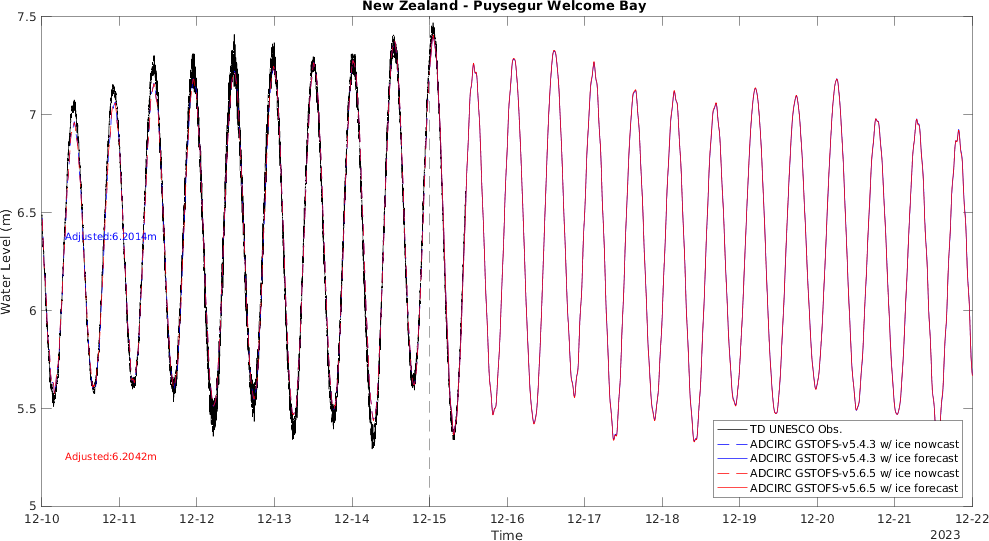 New Zealand - Puysegur Welcome Bay
Water Level (m)
7.5
7
6.5
6
5.5
5
Adjusted:6.2014m
Adjusted:6.2042m
TD UNESCO Obs.
ADCIRC GSTOFS-v5.4.3 w/ ice nowcast
ADCIRC GSTOFS-v5.4.3 w/ ice forecast
ADCIRC GSTOFS-v5.6.5 w/ ice nowcast
ADCIRC GSTOFS-v5.6.5 w/ ice forecast
12-10 12-11 12-12 12-13 12-14 12-15 12-16 12-17 12-18 12-19 12-20 12-21 12-22
Time
2023